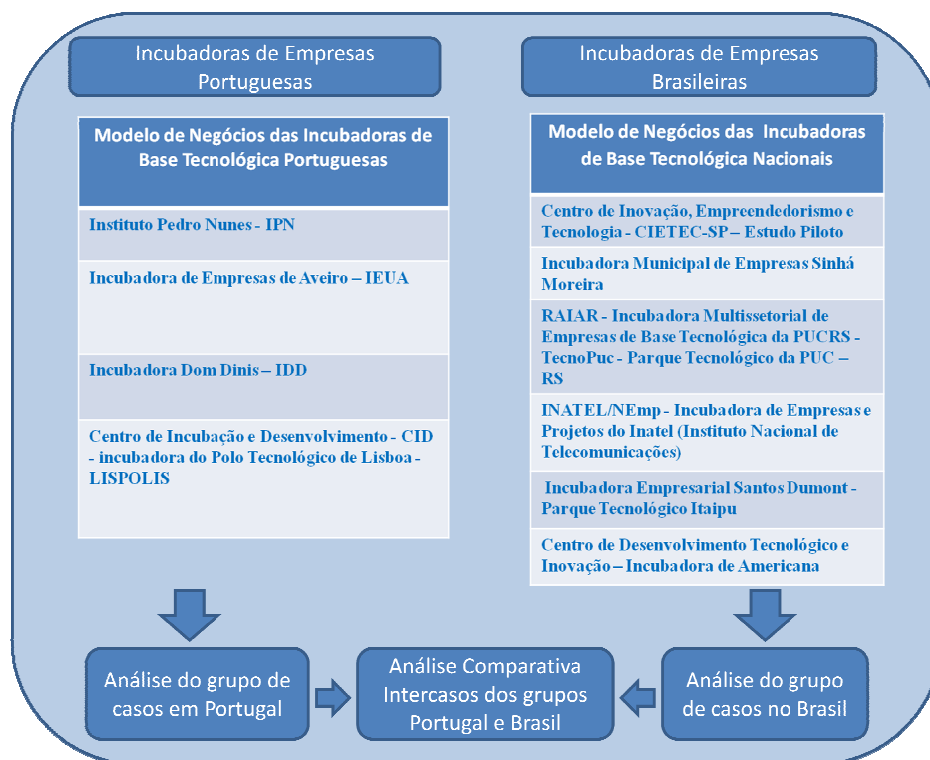 Incubadoras de Empresas
Portuguesas
Modelo de Negócios das Incubadoras de
Base Tecnológica Portuguesas
Instituto Pedro Nunes - IPN
Incubadora de Empresas de Aveiro – IEUA
Incubadora Dom Dinis – IDD
Centro de Incubação e Desenvolvimento - CID
- incubadora do Polo Tecnológico de Lisboa -
LISPOLIS
Incubadoras de Empresas
Brasileiras
Modelo de Negócios das Incubadoras
de Base Tecnológica Nacionais
Centro de Inovação, Empreendedorismo e
Tecnologia - CIETEC-SP – Estudo Piloto
Incubadora Municipal de Empresas Sinhá
Moreira
RAIAR - Incubadora Multissetorial de
Empresas de Base Tecnológica da PUCRS -
TecnoPuc - Parque Tecnológico da PUC –
RS
INATEL/NEmp - Incubadora de Empresas e
Projetos do Inatel (Instituto Nacional de
Telecomunicações)
Incubadora Empresarial Santos Dumont -
Parque Tecnológico Itaipu
Centro de Desenvolvimento Tecnológico e
Inovação – Incubadora de Americana
Análise do grupo de
casos em Portugal
Análise Comparativa
Intercasos dos grupos
Portugal e Brasil
Análise do grupo
de casos no Brasil